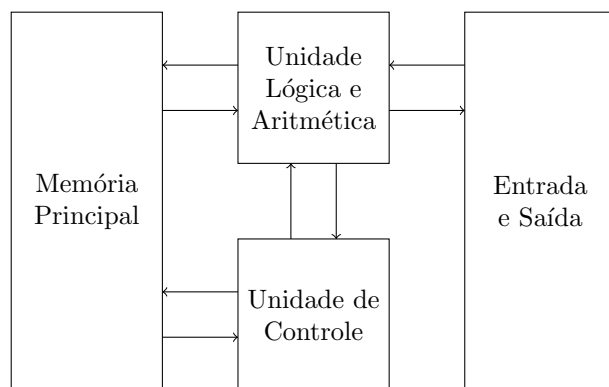 Memória
Principal
Unidade
Lógica e
Aritmética
Unidade de
Controle
Entrada
e Saída